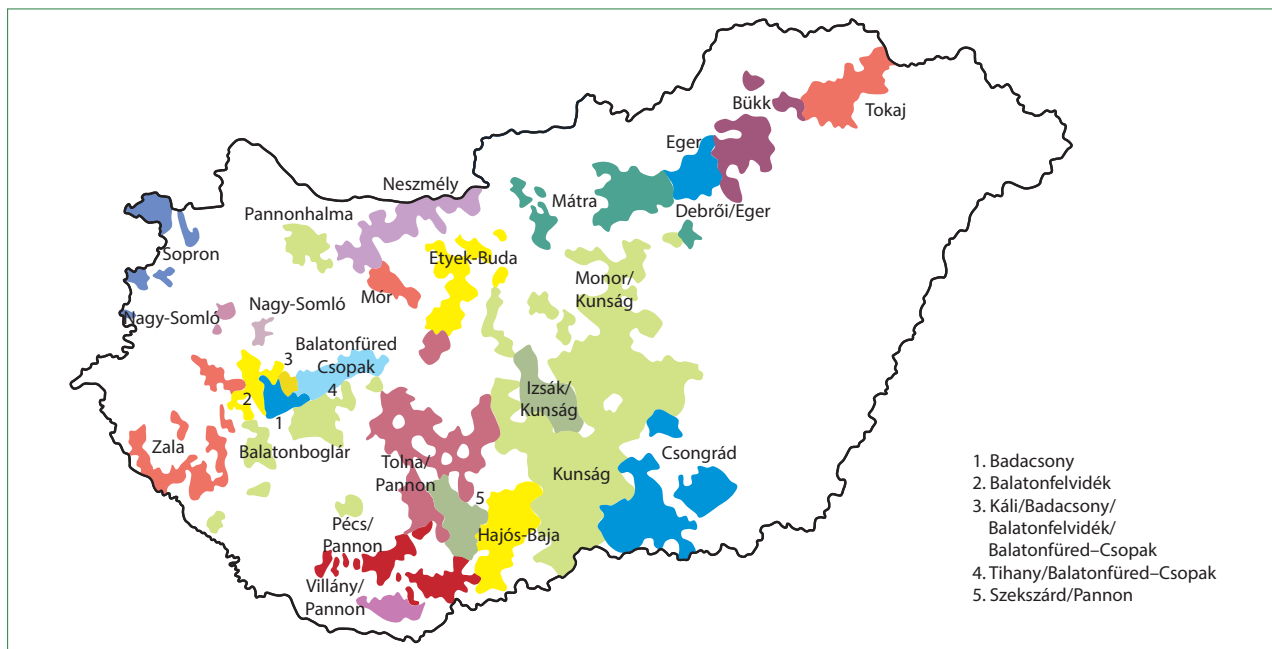 Bükk
Tokaj
Eger
Neszmély
Mátra
Debrői/Eger
Pannonhalma
Sopron
Etyek-Buda
Monor/
Kunság
Mór
Nagy-Somló
Nagy-Somló
Balatonfüred
Csopak
3
4
2
1
Izsák/
Kunság
Zala
Balatonboglár
Tolna/
Pannon
Kunság
Csongrád
5
Pécs/
Pannon
Hajós-Baja
Villány/
Pannon
1. Badacsony
2. Balatonfelvidék
3. Káli/Badacsony/
Balatonfelvidék/
Balatonfüred–Csopak
4. Tihany/Balatonfüred–Csopak
5. Szekszárd/Pannon